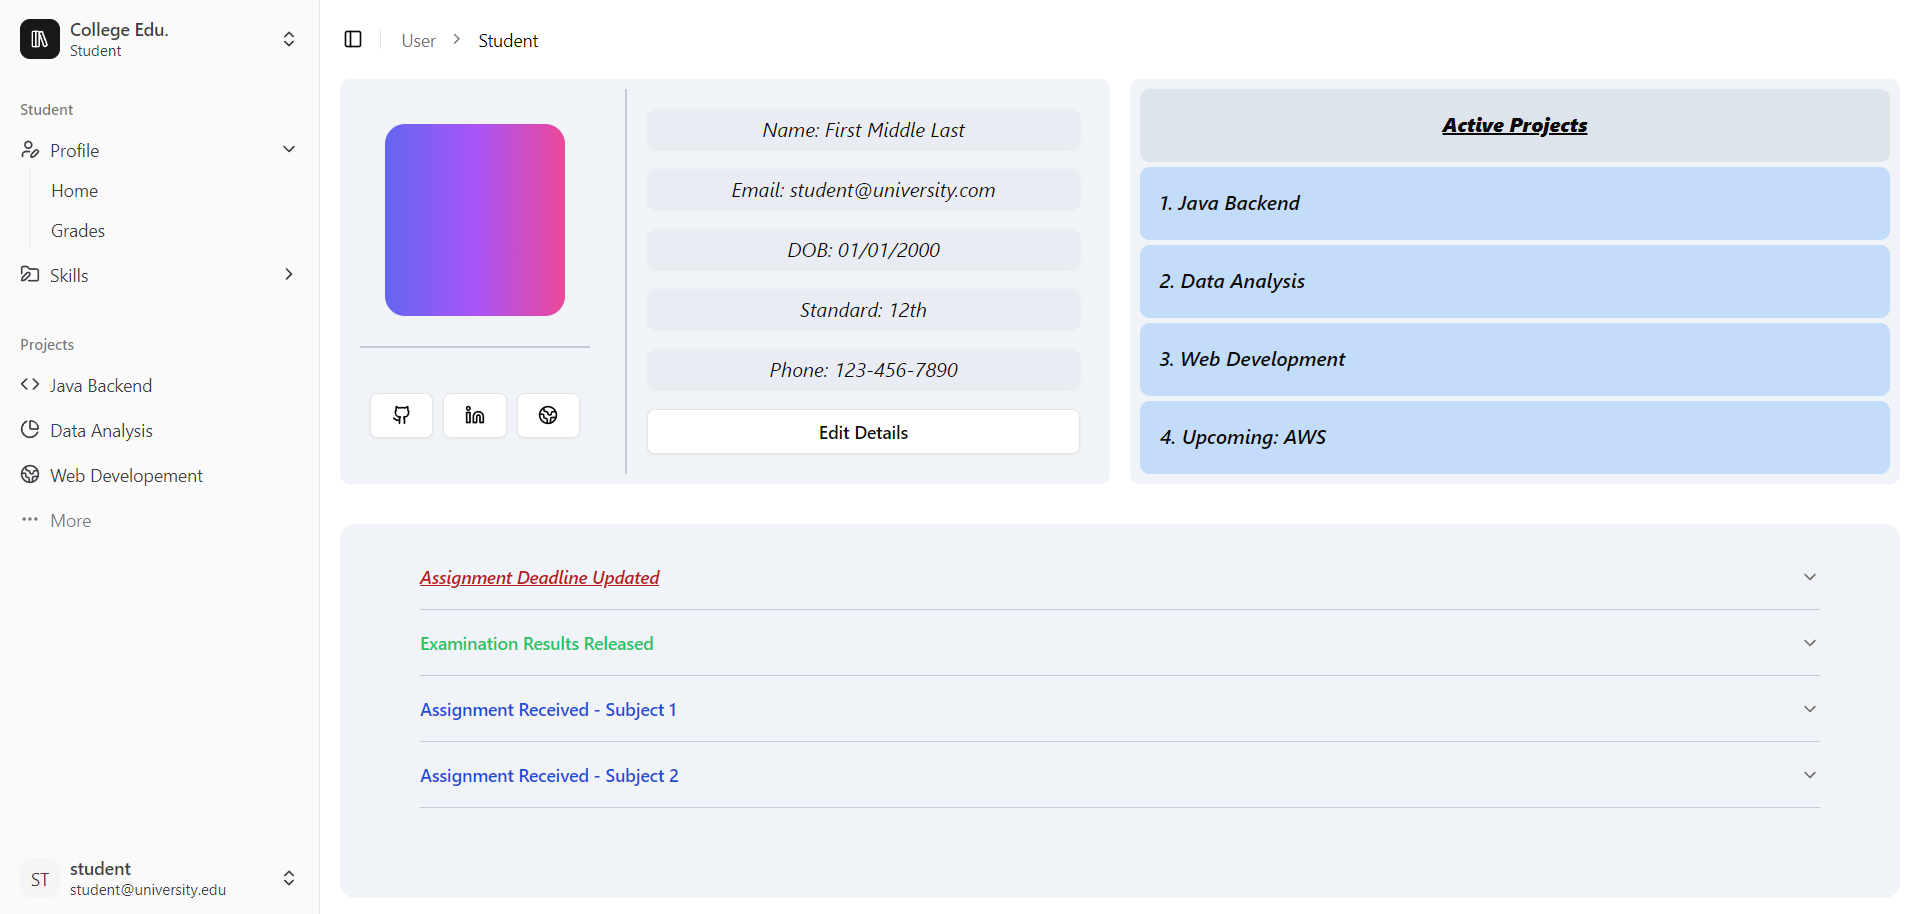 College Edu.
Student
Student
Profile
Home
Grades
Skills
Projects
Java Backend
Data Analysis
Web Developement
More
ST
student
student@university.edu
User > Student
Name: First Middle Last
Email: student@university.com
DOB: 01/01/2000
Standard: 12th
Phone: 123-456-7890
Edit Details
Active Projects
1. Java Backend
2. Data Analysis
3. Web Development
4. Upcoming: AWS
Assignment Deadline Updated
Examination Results Released
Assignment Received - Subject 1
Assignment Received - Subject 2